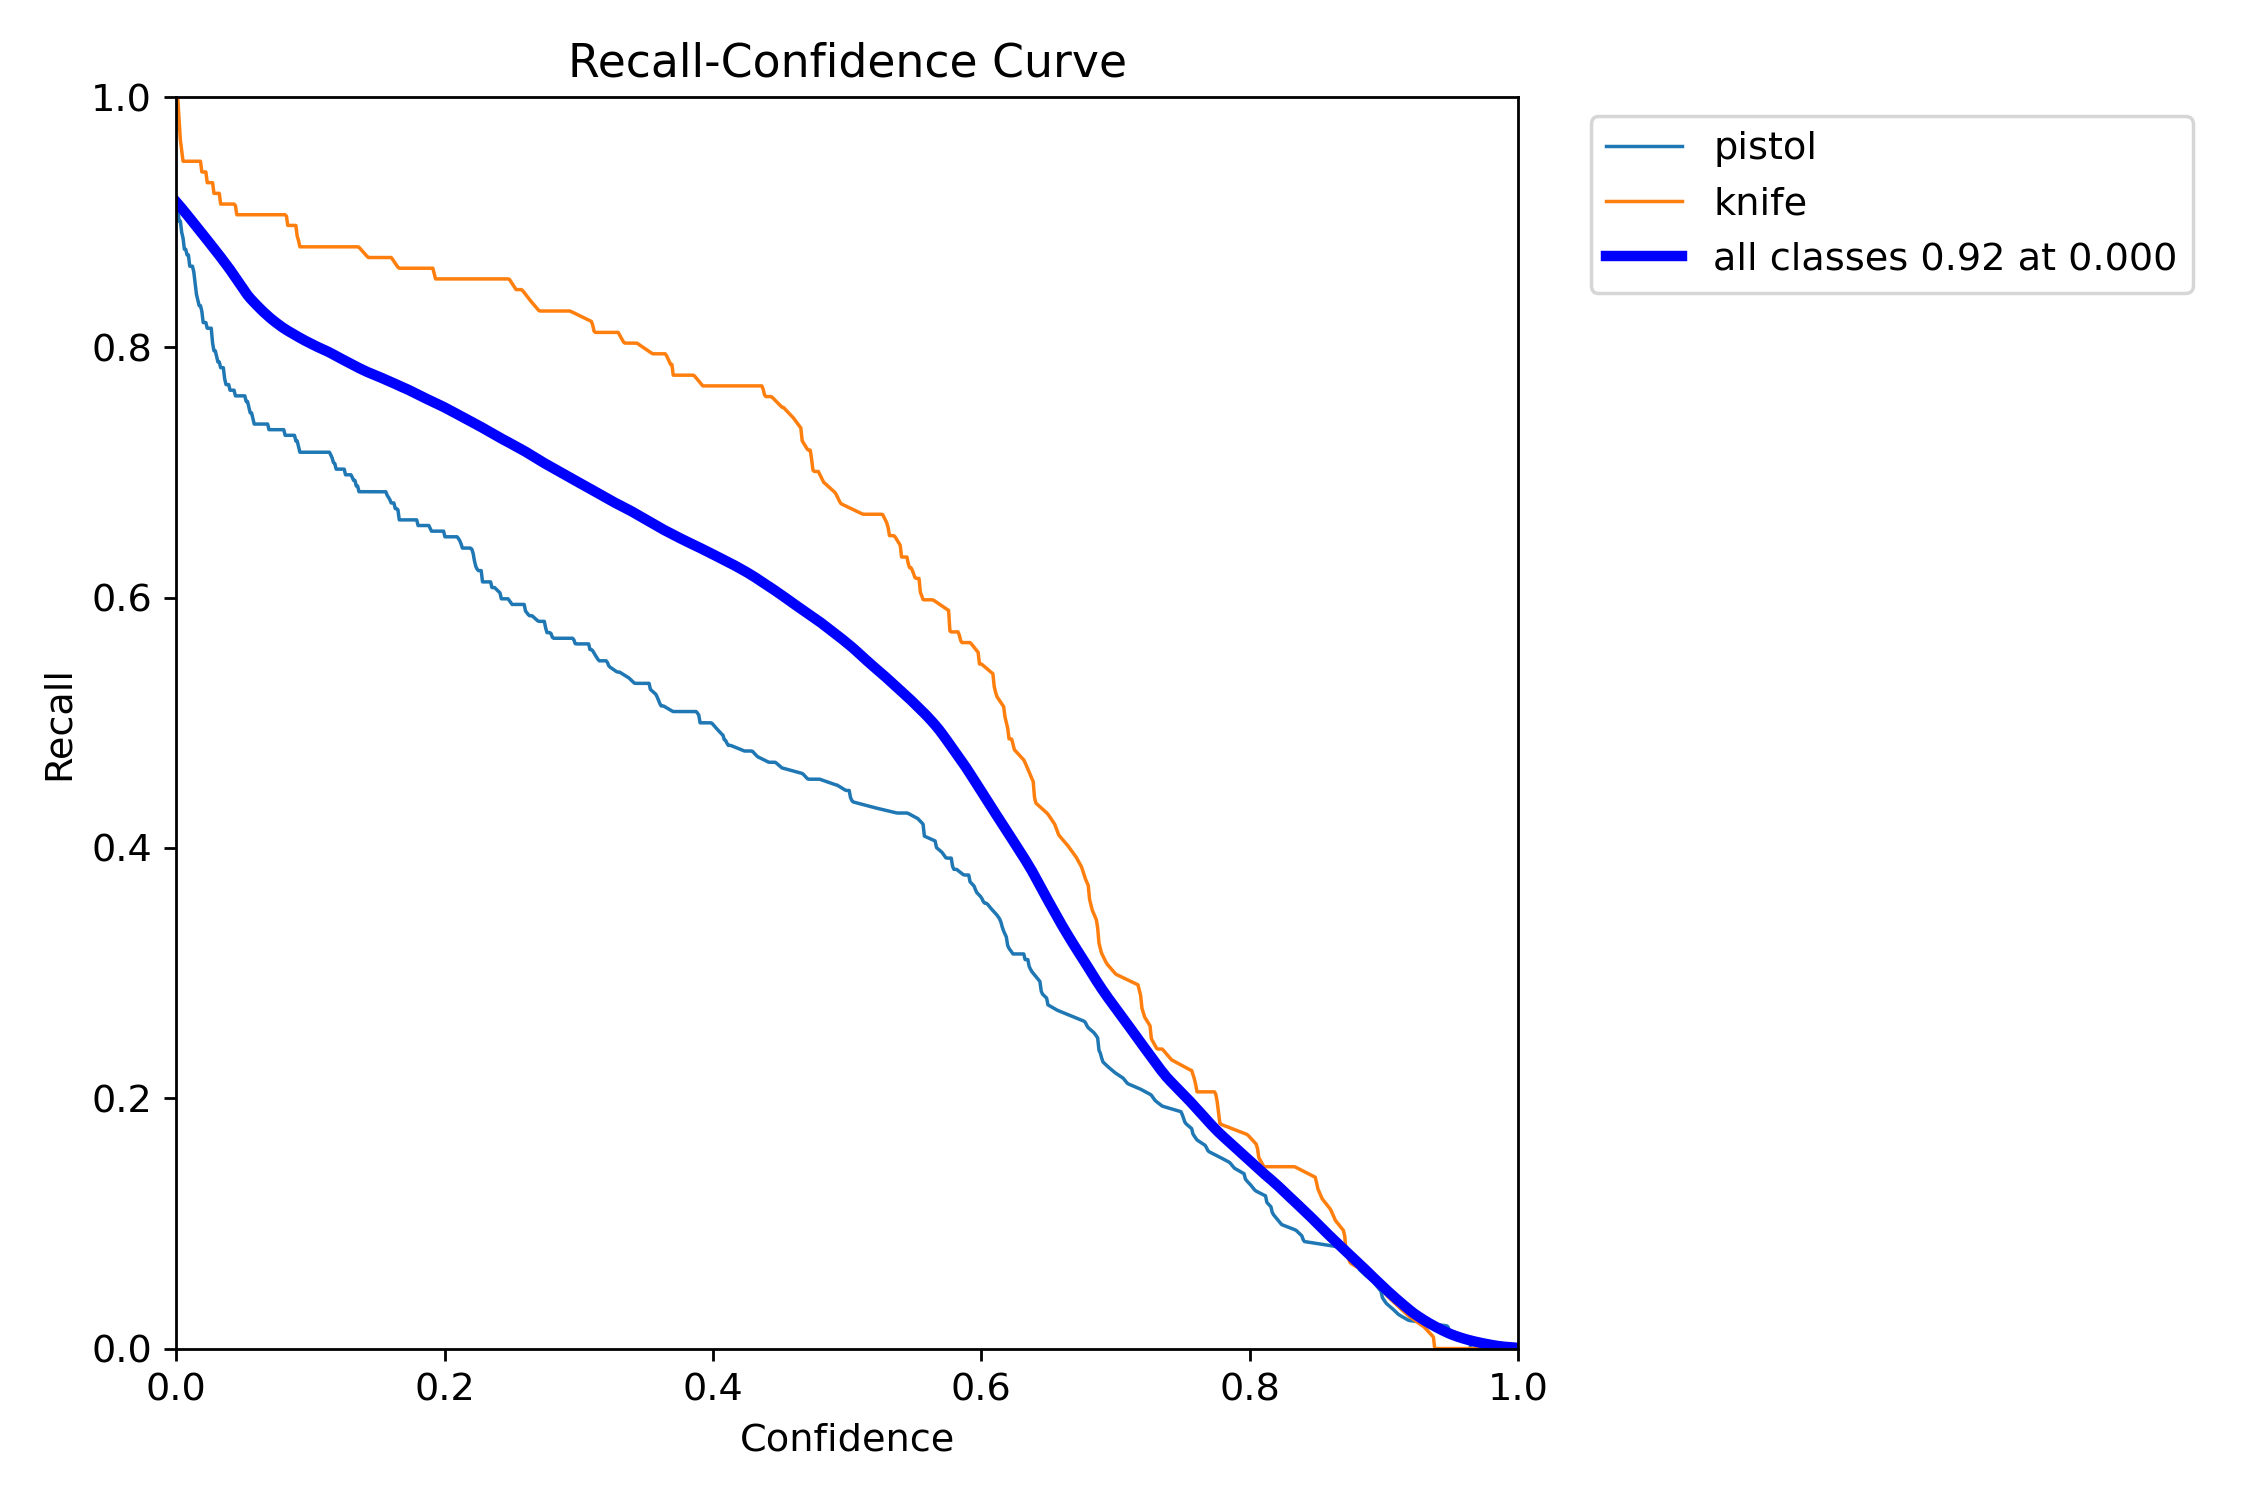 Recall-Confidence Curve
pistol
knife
all classes 0.92 at 0.000
1.0
0.8
0.6
0.4
0.2
0.0
Recall
0.0 0.2 0.4 0.6 0.8 1.0
Confidence